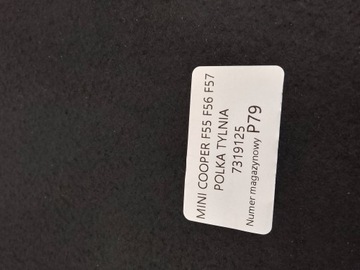 MINI COOPER F55 F56 F57
POLKA TYLNIA
7319125
Numer magazynowy P79